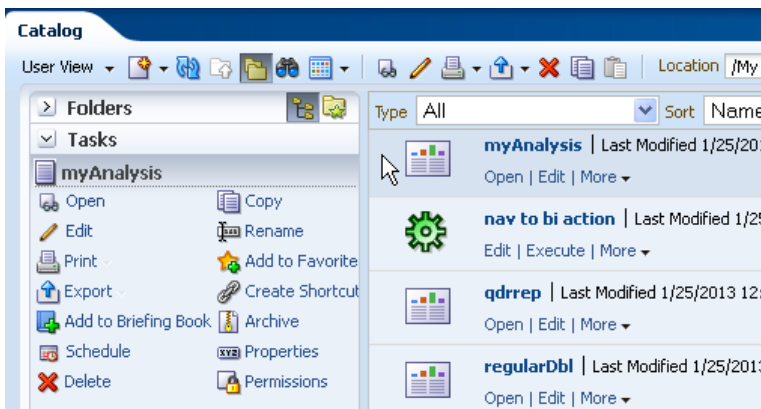 Catalog
User View
Location /My
Folders
Tasks
myAnalysis
Open Copy
Edit Rename
Print Add to Favorite
Export Create Shortcut
Add to Briefing Book Archive
Schedule XYZ Properties
Delete Permissions
Type All Sort Name
myAnalysis | Last Modified 1/25/201
Open | Edit | More
nav to bi action | Last Modified 1/25
Edit | Execute | More
qdrrep | Last Modified 1/25/2013 12:
Open | Edit | More
regularDbl | Last Modified 1/25/2013
Open | Edit | More